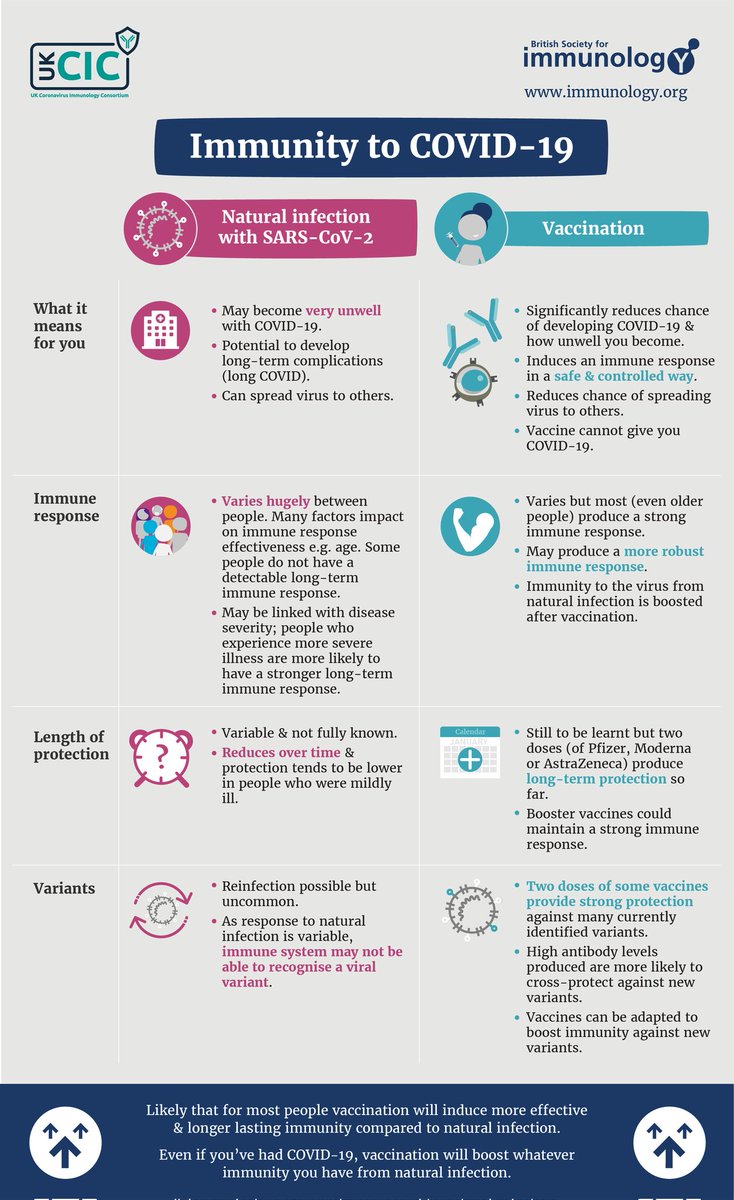 UK
CIC
UK Coronavirus Immunology Consortium
British Society for
immunology
www.immunology.org
Immunity to COVID-19
Natural infection
with SARS-CoV-2
Vaccination
What it
means
for you
• May become very unwell
with COVID-19.
• Potential to develop
long-term complications
(long COVID).
• Can spread virus to others.
• Significantly reduces chance
of developing COVID-19 &
how unwell you become.
• Induces an immune response
in a safe & controlled way.
• Reduces chance of spreading
virus to others.
• Vaccine cannot give you
COVID-19.
Immune
response
• Varies hugely between
people. Many factors impact
on immune response
effectiveness e.g. age. Some
people do not have a
detectable long-term
immune response.
• May be linked with disease
severity; people who
experience more severe
illness are more likely to
have a stronger long-term
immune response.
• Varies but most (even older
people) produce a strong
immune response.
• May produce a more robust
immune response.
• Immunity to the virus from
natural infection is boosted
after vaccination.
Length of
protection
?
• Variable & not fully known.
• Reduces over time &
protection tends to be lower
in people who were mildly
ill.
Calendar
JANUARY
• Still to be learnt but two
doses (of Pfizer, Moderna
or AstraZeneca) produce
long-term protection so
far.
• Booster vaccines could
maintain a strong immune
response.
Variants
• Reinfection possible but
uncommon.
• As response to natural
infection is variable,
immune system may not be
able to recognise a viral
variant.
• Two doses of some vaccines
provide strong protection
against many currently
identified variants.
• High antibody levels
produced are more likely to
cross-protect against new
variants.
• Vaccines can be adapted to
boost immunity against new
variants.
Likely that for most people vaccination will induce more effective
& longer lasting immunity compared to natural infection.
Even if you've had COVID-19, vaccination will boost whatever
immunity you have from natural infection.